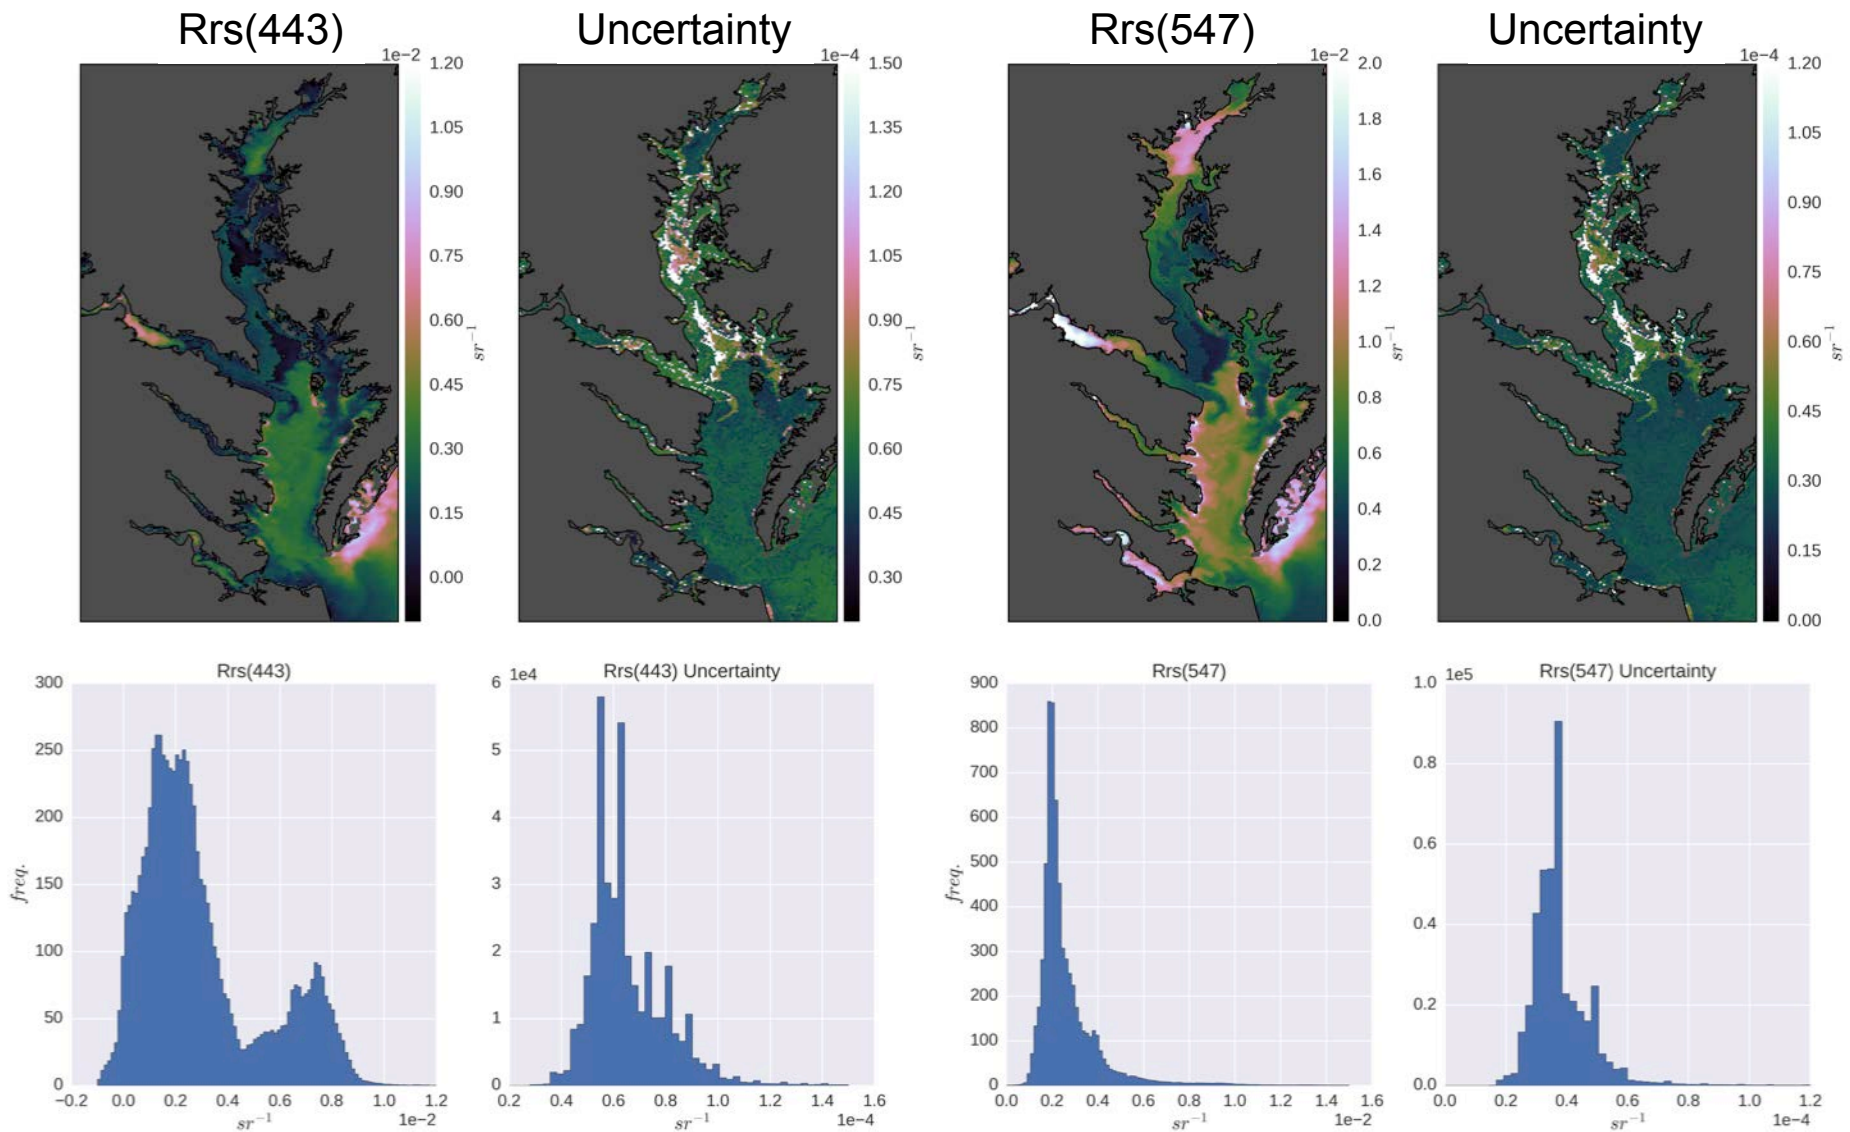 Rrs(443)
Uncertainty
Rrs(547)
Uncertainty
1e−2
1.20
1.05
0.90
0.75
0.60
0.45
0.30
0.15
0.00
sr⁻¹
1e−4
1.50
1.35
1.20
1.05
0.90
0.75
0.60
0.45
0.30
sr⁻¹
1e−2
2.0
1.8
1.6
1.4
1.2
1.0
0.8
0.6
0.4
0.2
0.0
sr⁻¹
1e−4
1.20
1.05
0.90
0.75
0.60
0.45
0.30
0.15
0.00
sr⁻¹
Rrs(443)
300
250
200
150
100
50
0
freq.
−0.2 0.0 0.2 0.4 0.6 0.8 1.0 1.2
sr⁻¹
1e−2
Rrs(443) Uncertainty
1e4
6
5
4
3
2
1
0
0.2 0.4 0.6 0.8 1.0 1.2 1.4 1.6
sr⁻¹
1e−4
Rrs(547)
900
800
700
600
500
400
300
200
100
0
freq.
0.0 0.2 0.4 0.6 0.8 1.0 1.2 1.4 1.6
sr⁻¹
1e−2
Rrs(547) Uncertainty
1e5
1.0
0.8
0.6
0.4
0.2
0.0
0.0 0.2 0.4 0.6 0.8 1.0 1.2
sr⁻¹
1e−4